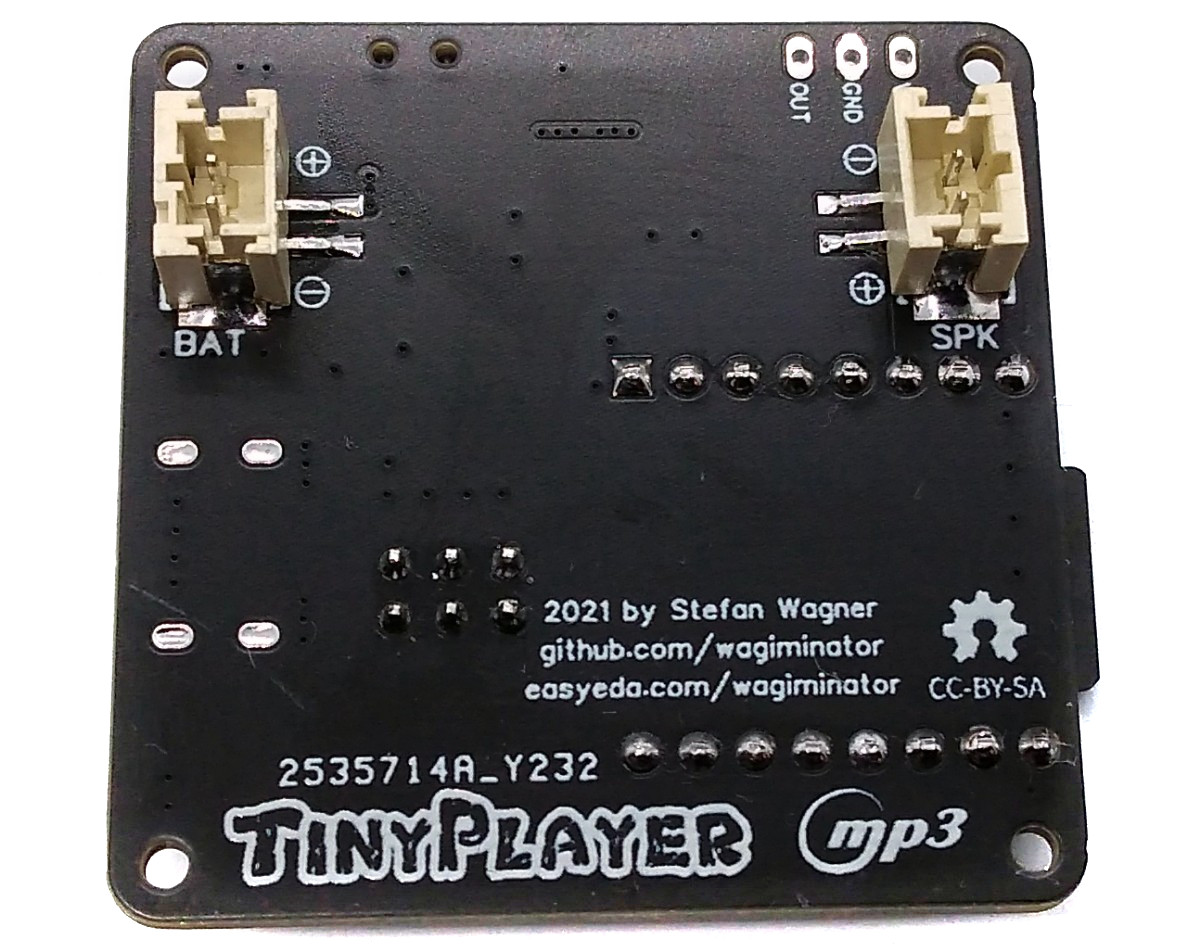 OUT
GND
⊕
⊖
⊖
⊕
BAT
SPK
2021 by Stefan Wagner
github.com/wagiminator
easyeda.com/wagiminator
CC-BY-SA
2535714A_Y232
TINYPLAYER
mp3